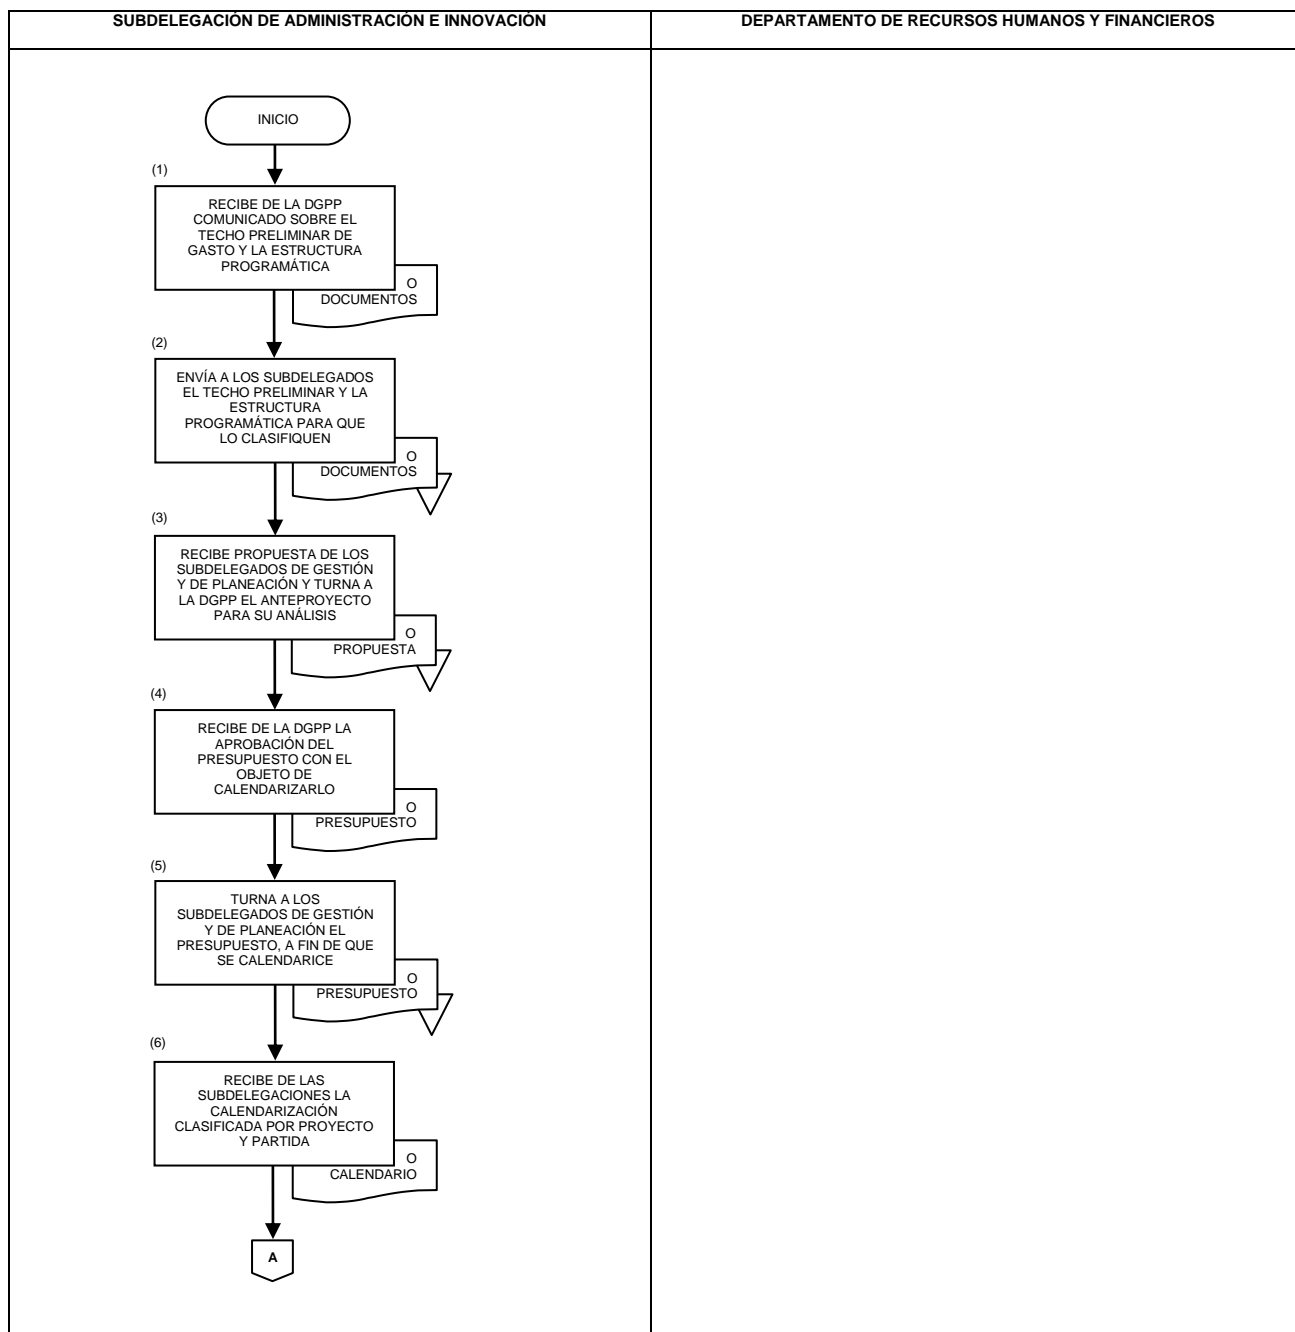 SUBDELEGACIÓN DE ADMINISTRACIÓN E INNOVACIÓN
DEPARTAMENTO DE RECURSOS HUMANOS Y FINANCIEROS
INICIO
(1)
RECIBE DE LA DGPP
COMUNICADO SOBRE EL
TECHO PRELIMINAR DE
GASTO Y LA ESTRUCTURA
PROGRAMÁTICA
O
DOCUMENTOS
(2)
ENVÍA A LOS SUBDELEGADOS
EL TECHO PRELIMINAR Y LA
ESTRUCTURA
PROGRAMÁTICA PARA QUE
LO CLASIFIQUEN
O
DOCUMENTOS
(3)
RECIBE PROPUESTA DE LOS
SUBDELEGADOS DE GESTIÓN
Y DE PLANEACIÓN Y TURNA A
LA DGPP EL ANTEPROYECTO
PARA SU ANÁLISIS
O
PROPUESTA
(4)
RECIBE DE LA DGPP LA
APROBACIÓN DEL
PRESUPUESTO CON EL
OBJETO DE
CALENDARIZARLO
O
PRESUPUESTO
(5)
TURNA A LOS
SUBDELEGADOS DE GESTIÓN
Y DE PLANEACIÓN EL
PRESUPUESTO, A FIN DE QUE
SE CALENDARICE
O
PRESUPUESTO
(6)
RECIBE DE LAS
SUBDELEGACIONES LA
CALENDARIZACIÓN
CLASIFICADA POR PROYECTO
Y PARTIDA
O
CALENDARIO
A